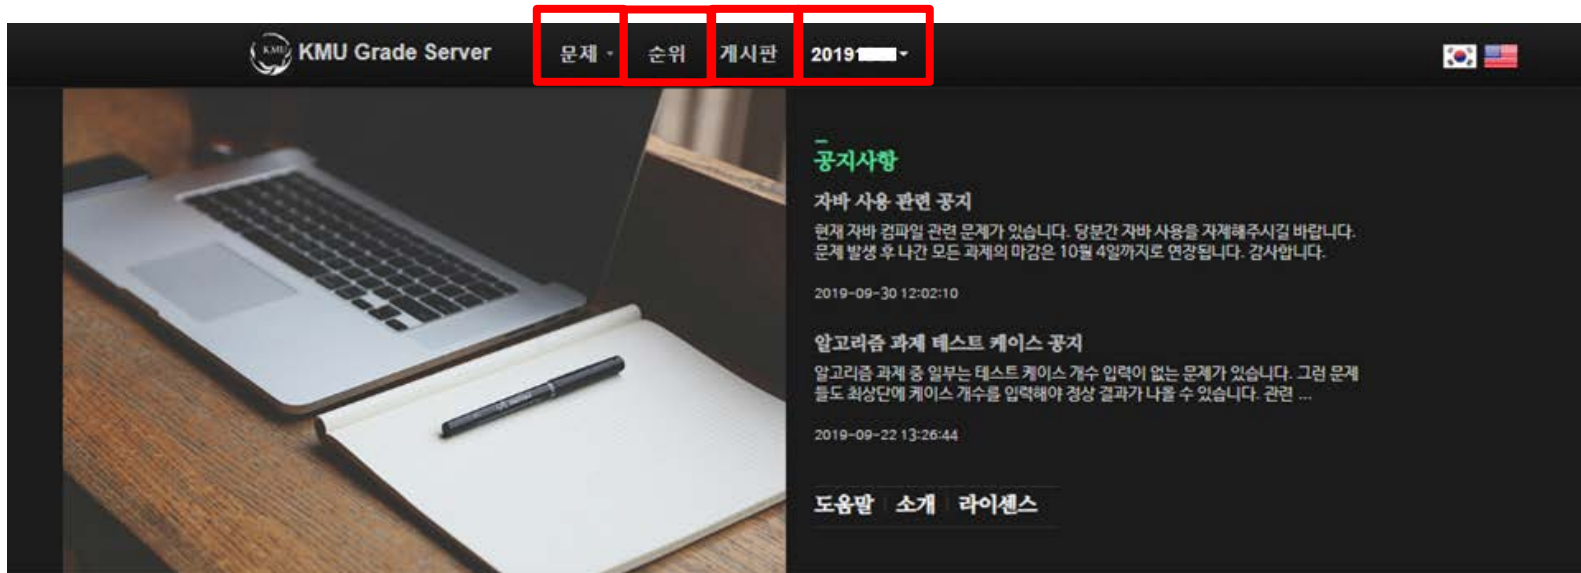 KMU KMU Grade Server
문제 순위 게시판 20191
공지사항
자바 사용 관련 공지
현재 자바 컴파일 관련 문제가 있습니다. 당분간 자바 사용을 자제해주시길 바랍니다.
문제 발생 후 나간 모든 과제의 마감은 10월 4일까지로 연장됩니다. 감사합니다.
2019-09-30 12:02:10
알고리즘 과제 테스트 케이스 공지
알고리즘 과제 중 일부는 테스트 케이스 개수 입력이 없는 문제가 있습니다. 그런 문제
들도 최상단에 케이스 개수를 입력해야 정상 결과가 나올 수 있습니다. 관련 ...
2019-09-22 13:26:44
도움말 소개 라이센스